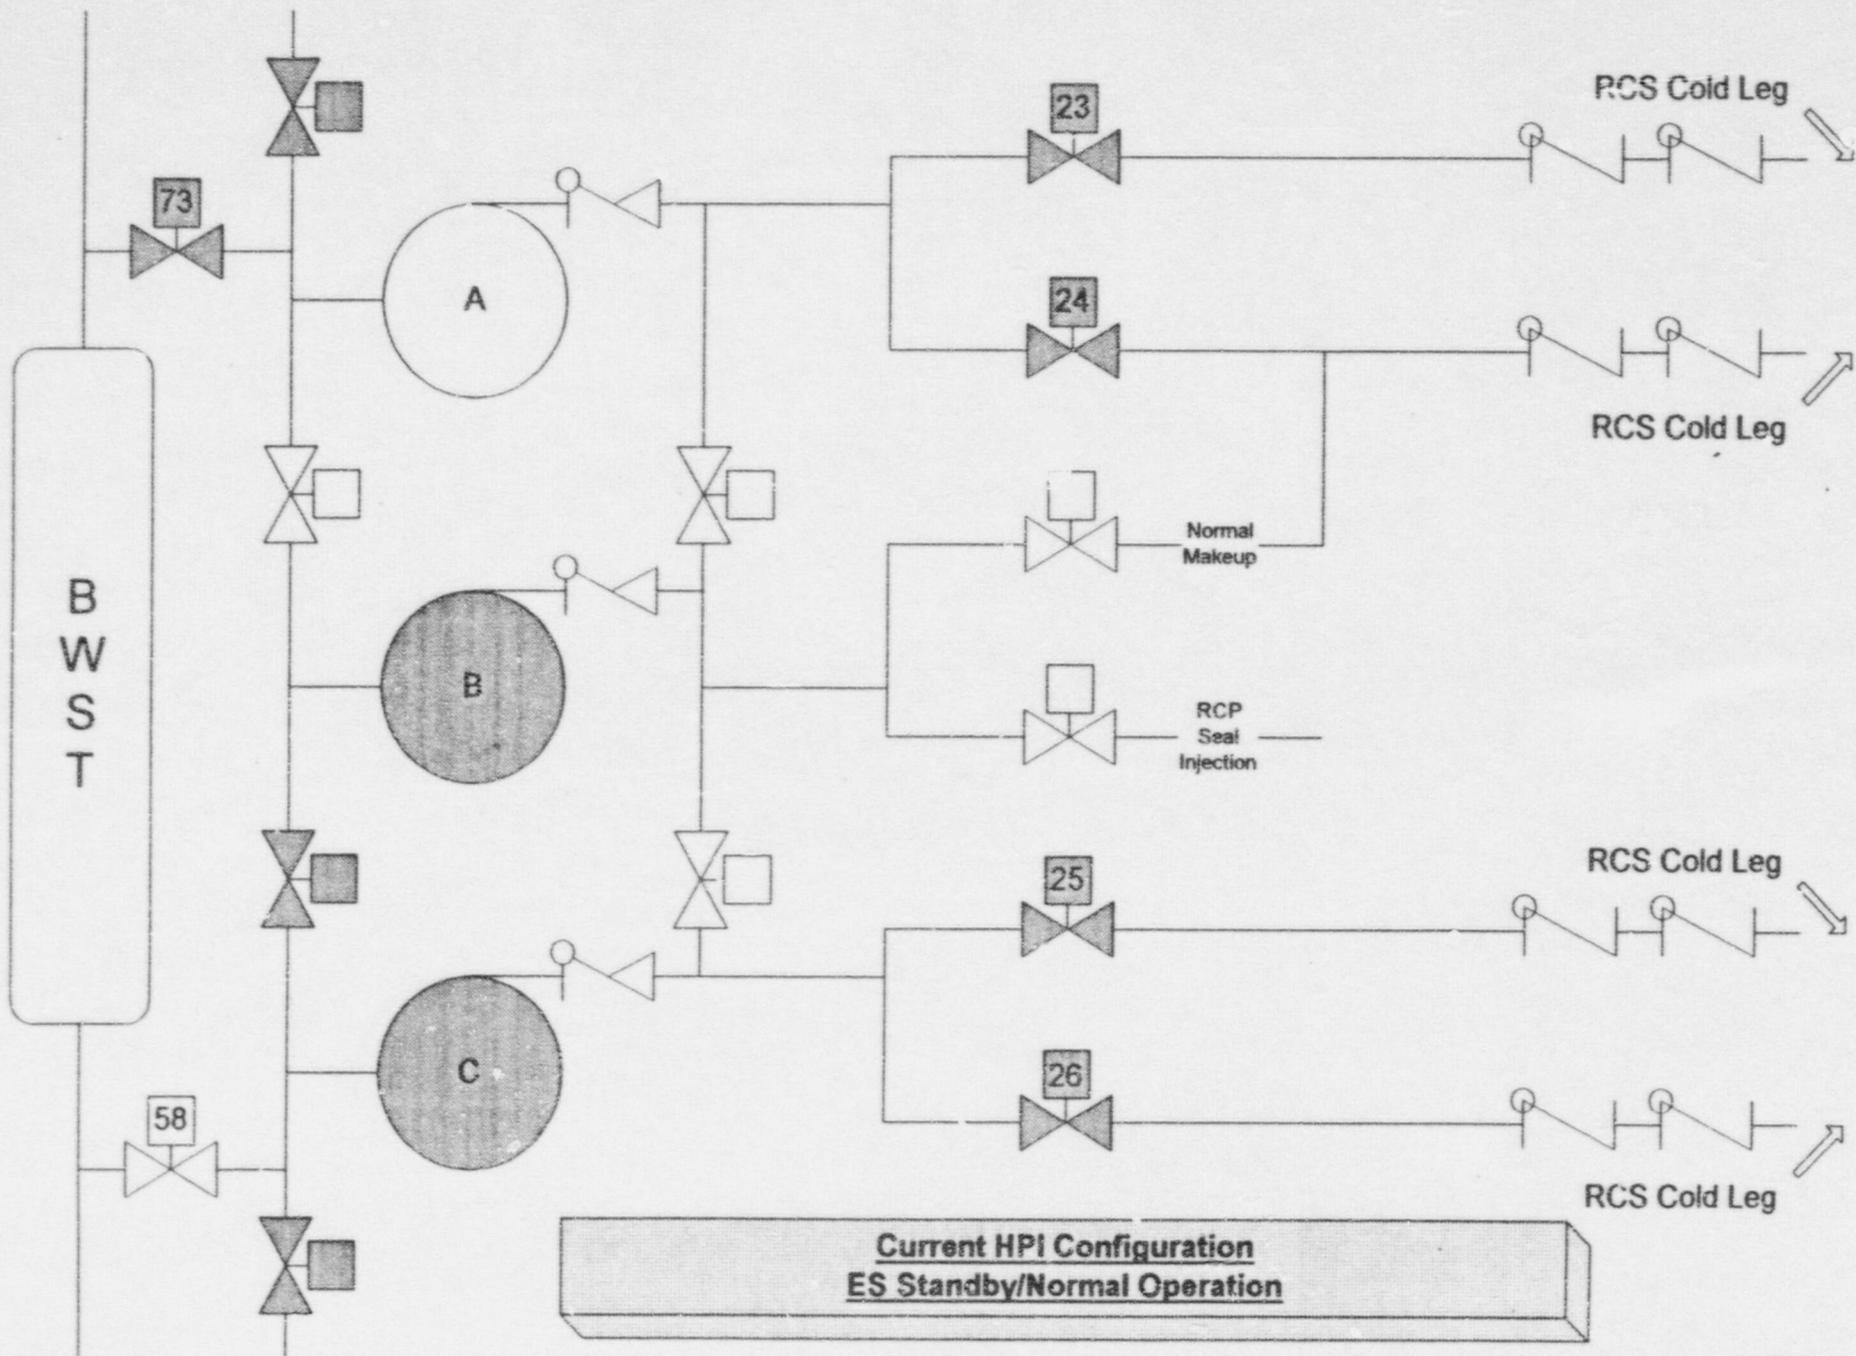 RCS Cold Leg
23
73
A
24
RCS Cold Leg
Normal
Makeup
B
W
S
T
B
RCP
Seal
Injection
25
RCS Cold Leg
C
26
58
RCS Cold Leg
Current HPI Configuration
ES Standby/Normal Operation